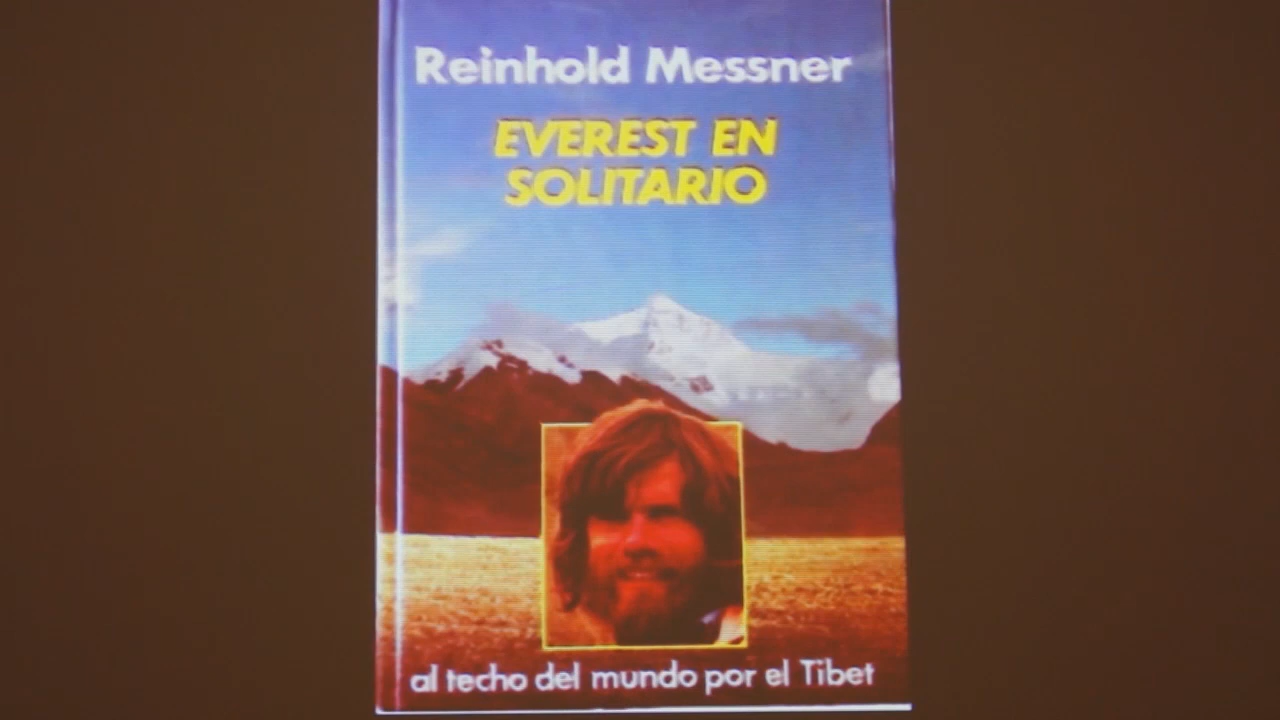 Reinhold Messner
EVEREST EN
SOLITARIO
al techo del mundo por el Tibet